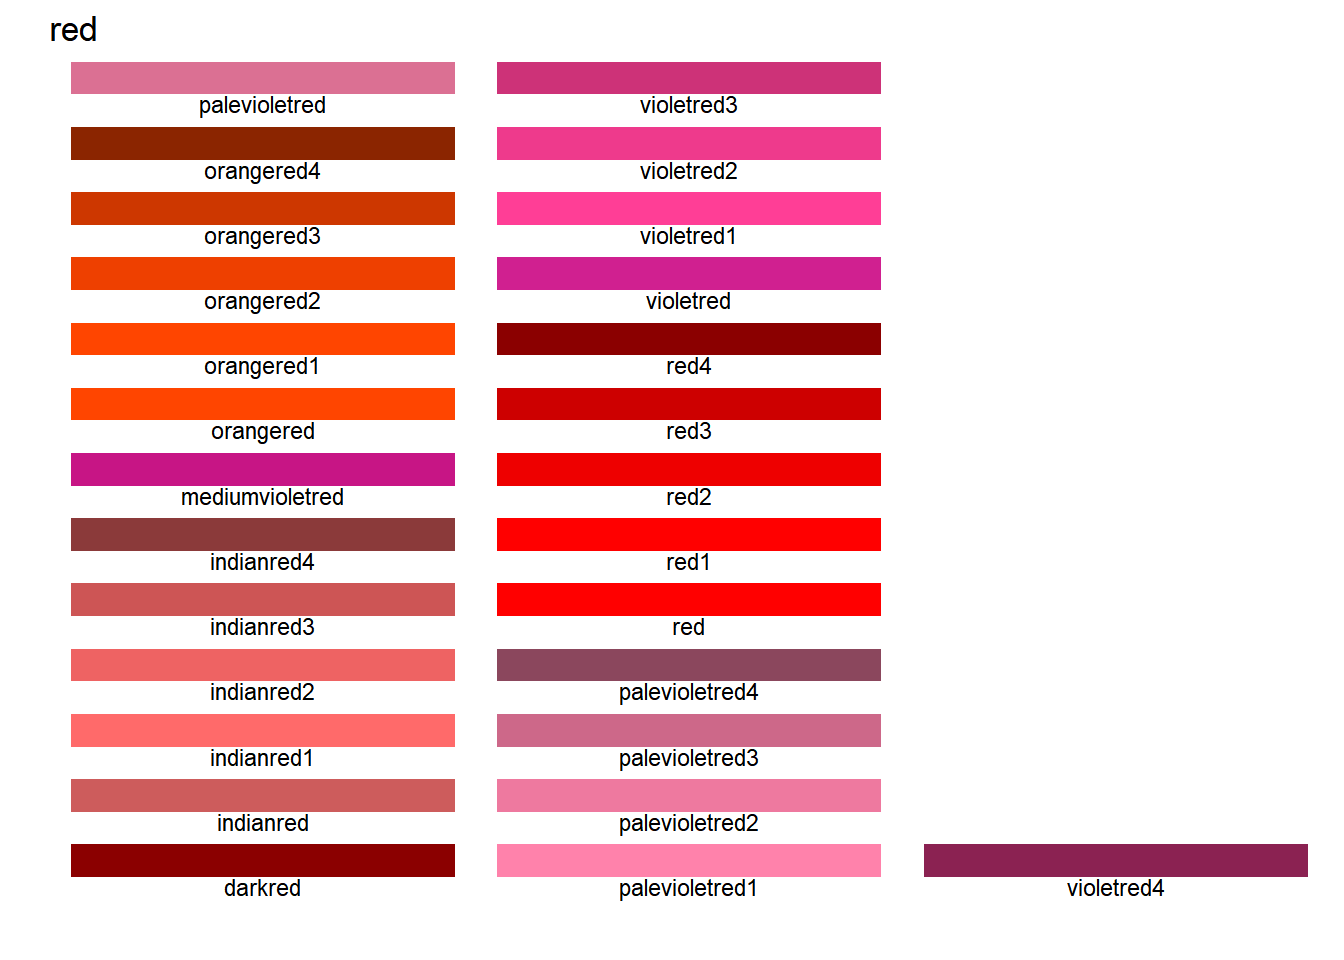 red
palevioletred
orangered4
orangered3
orangered2
orangered1
orangered
mediumvioletred
indianred4
indianred3
indianred2
indianred1
indianred
darkred
violetred3
violetred2
violetred1
violetred
red4
red3
red2
red1
red
palevioletred4
palevioletred3
palevioletred2
palevioletred1
violetred4